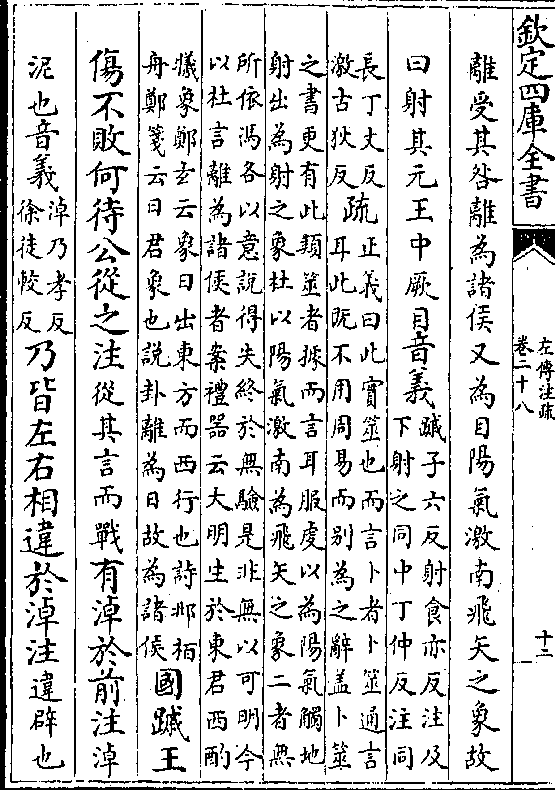 欽定四庫全書
左傳注疏
卷二十八
十二
離受其咎離為諸侯又為目陽氣激南飛矢之象故
曰射其元王中厥目音義
䠞子六反射食亦反注及
下射之同中丁仲反注同
長丁丈反
激古狄反
疏
正義曰此實筮也而言卜者卜筮通言
耳此既不用周易而別為之辭蓋卜筮
之書更有此類筮者據而言耳服虔以為陽氣觸地
射出為射之象杜以陽氣激南為飛矢之象二者無
所依馮各以意說得失終於無驗是非無以可明今
以杜言離為諸侯者案禮器云大明生於東君西酌
犧象鄭玄云象日出東方而西行也詩邶栢
舟鄭箋云日君象也說卦離為日故為諸侯
國䠞王
傷不敗何待公從之注從其言而戰有淖於前注淖
泥也音義
淖乃孝反
徐徒較反
乃皆左右相違於淖注違辟也